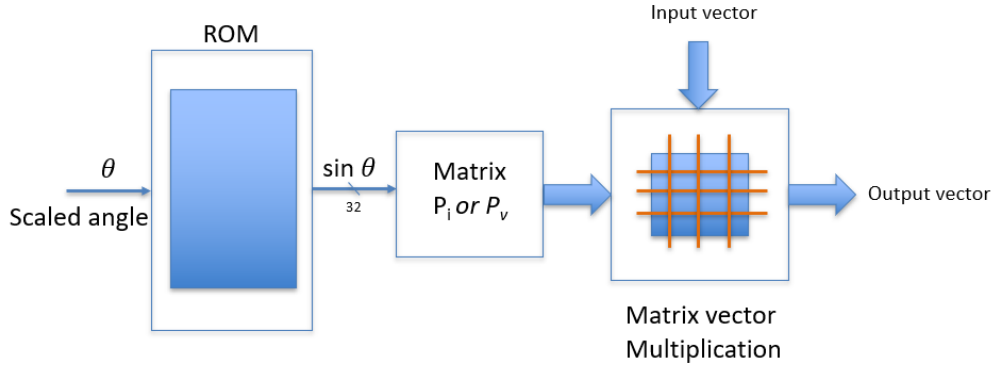 Input vector
ROM
θ
Scaled angle
sin θ
32
Matrix
Pi or Pv
Output vector
Matrix vector
Multiplication